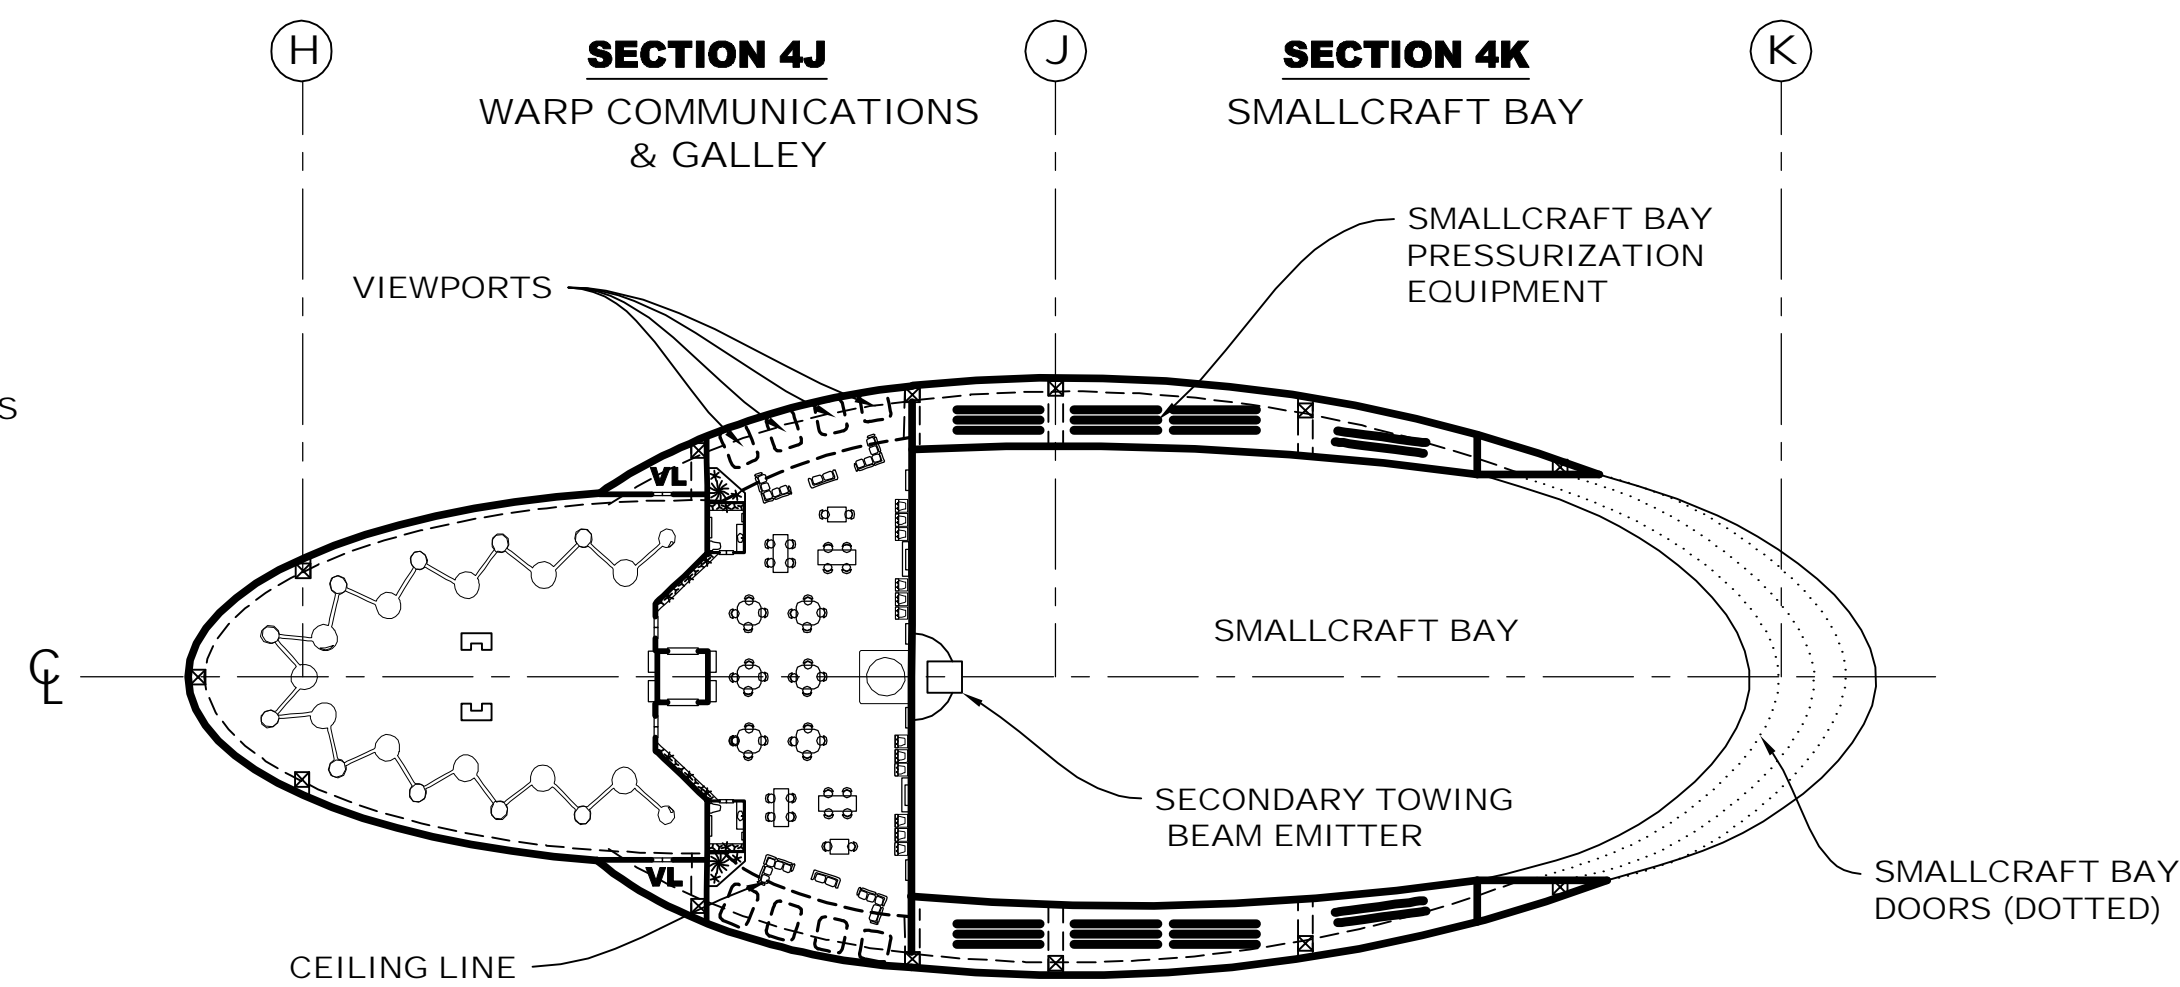 H
SECTION 4J
J
SECTION 4K
K
WARP COMMUNICATIONS
& GALLEY
SMALLCRAFT BAY
SMALLCRAFT BAY
PRESSURIZATION
EQUIPMENT
VIEWPORTS
S
VL
SMALLCRAFT BAY
CL
SECONDARY TOWING
BEAM EMITTER
VL
SMALLCRAFT BAY
DOORS (DOTTED)
CEILING LINE